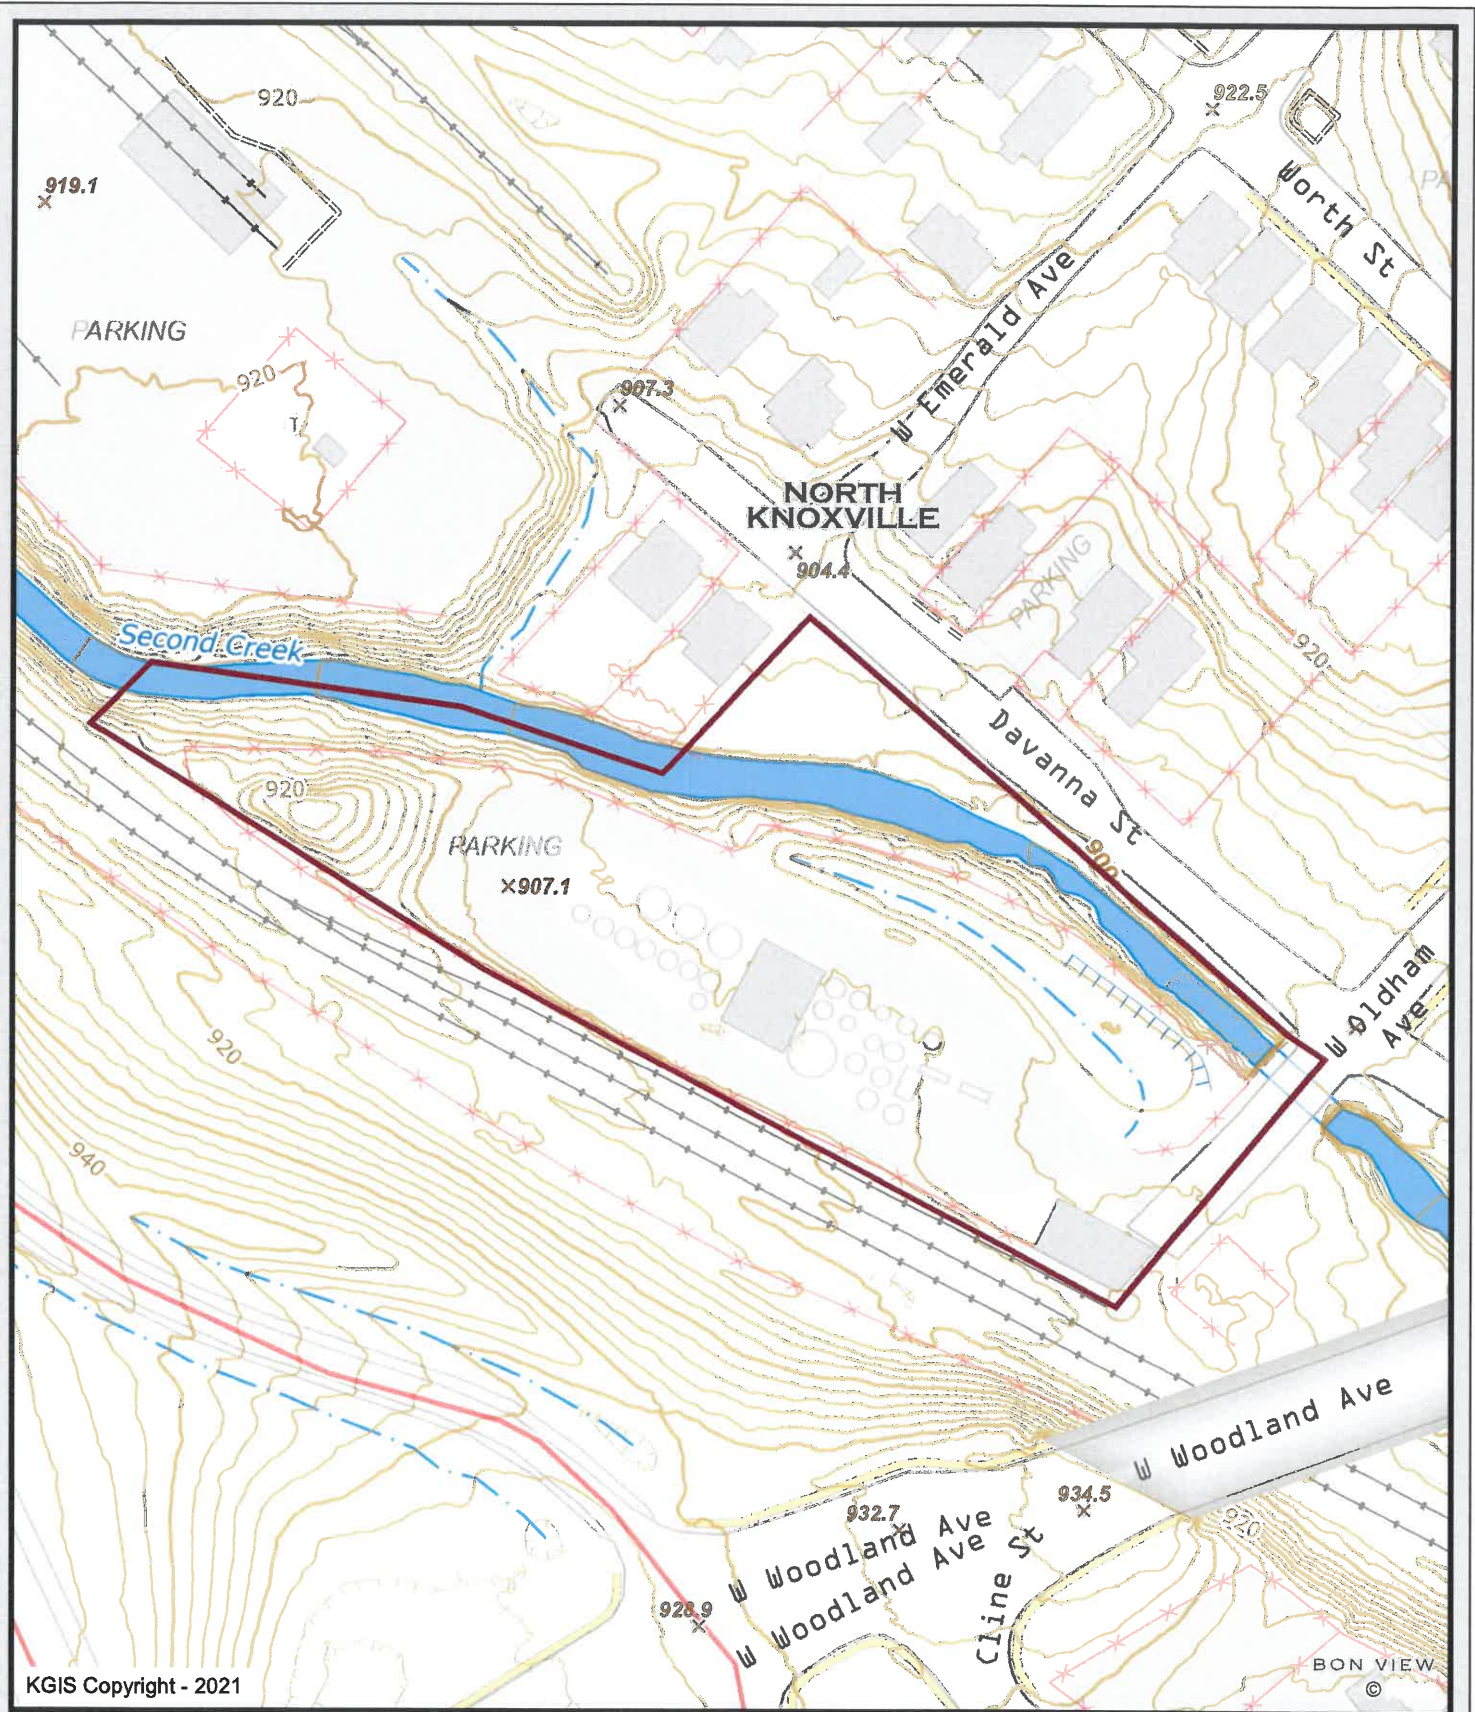 920
922.5
919.1
Worth St
PARKING
W Emerald Ave
920
907.3
T
NORTH
KNOXVILLE
904.4
PARKING
Second Creek
920
Davanna St
920
PARKING
900
907.1
W Oldham
Ave
920
940
W Woodland Ave
934.5
932.7
920
W Woodland Ave
W Woodland Ave
Cline St
928.9
BON VIEW
©
KGIS Copyright - 2021